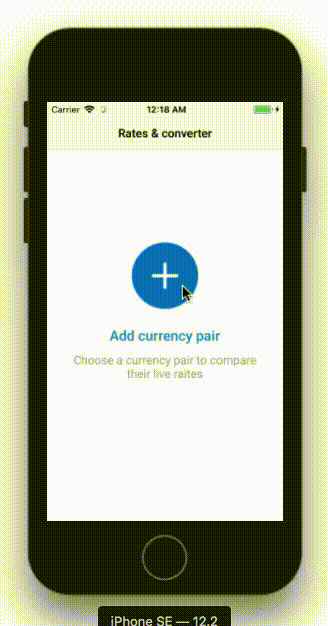 Carrier 12:18 AM
Rates & converter
Add currency pair
Choose a currency pair to compare
their live raites
iPhone SE — 12.2